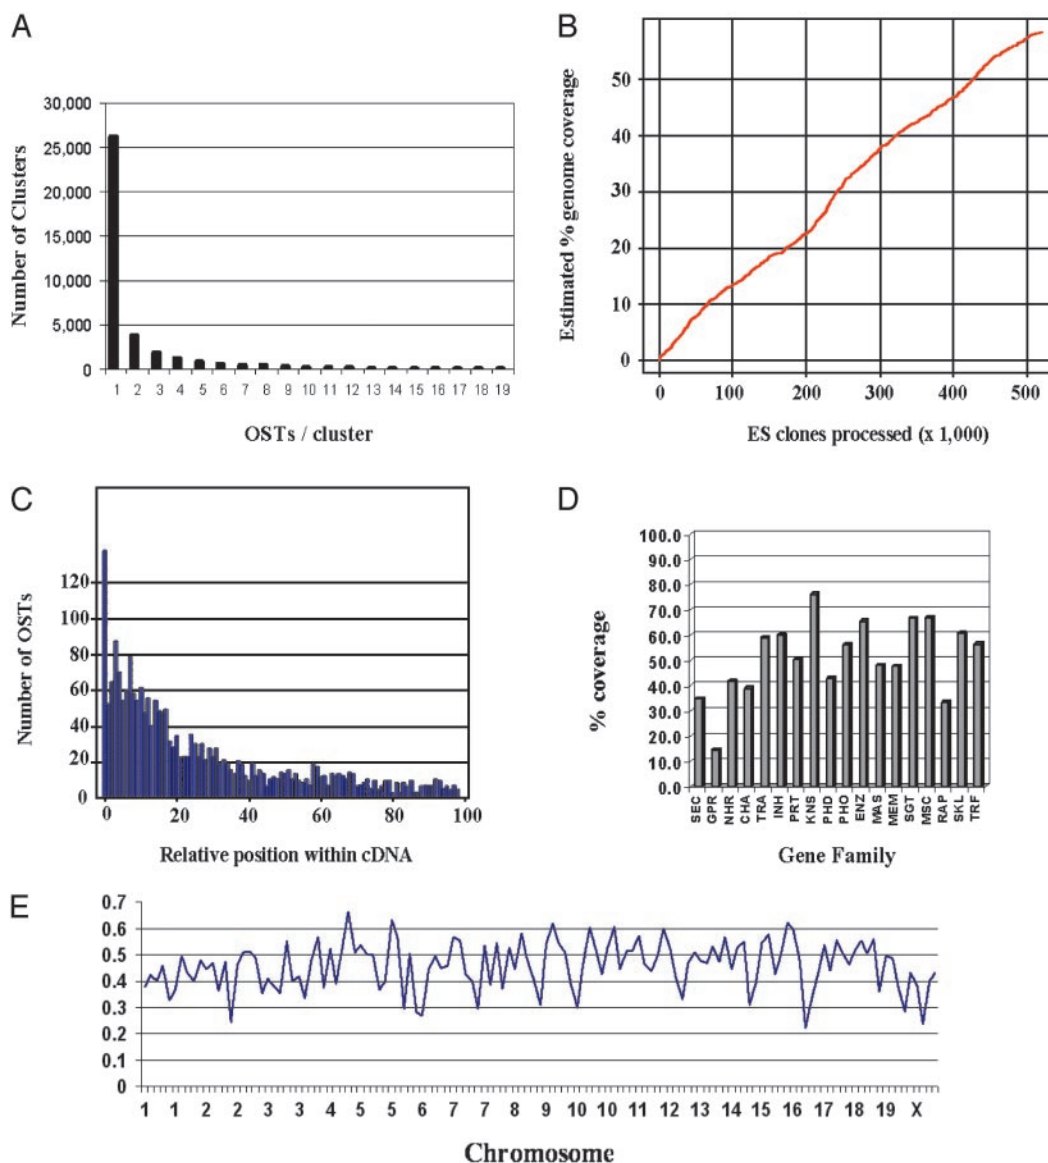 A
30,000
25,000
20,000
15,000
10,000
5,000
0
Number of Clusters
1 2 3 4 5 6 7 8 9 10 11 12 13 14 15 16 17 18 19
OSTs / cluster
B
50
40
30
20
10
0
Estimated % genome coverage
0 100 200 300 400 500
ES clones processed (x 1,000)
C
120
100
80
60
40
20
0
Number of OSTs
0 20 40 60 80 100
Relative position within cDNA
D
100.0
90.0
80.0
70.0
60.0
50.0
40.0
30.0
20.0
10.0
0.0
% coverage
SEC GPR NHR CHA TRA INH PRT KNS PHD PHO ENZ MAS MEM SGT MSC RAP SKL TRF
Gene Family
E
0.7
0.6
0.5
0.4
0.3
0.2
0.1
0
1 1 2 2 3 3 4 4 5 5 6 7 7 8 9 10 10 11 12 13 14 15 16 17 18 19 X
Chromosome